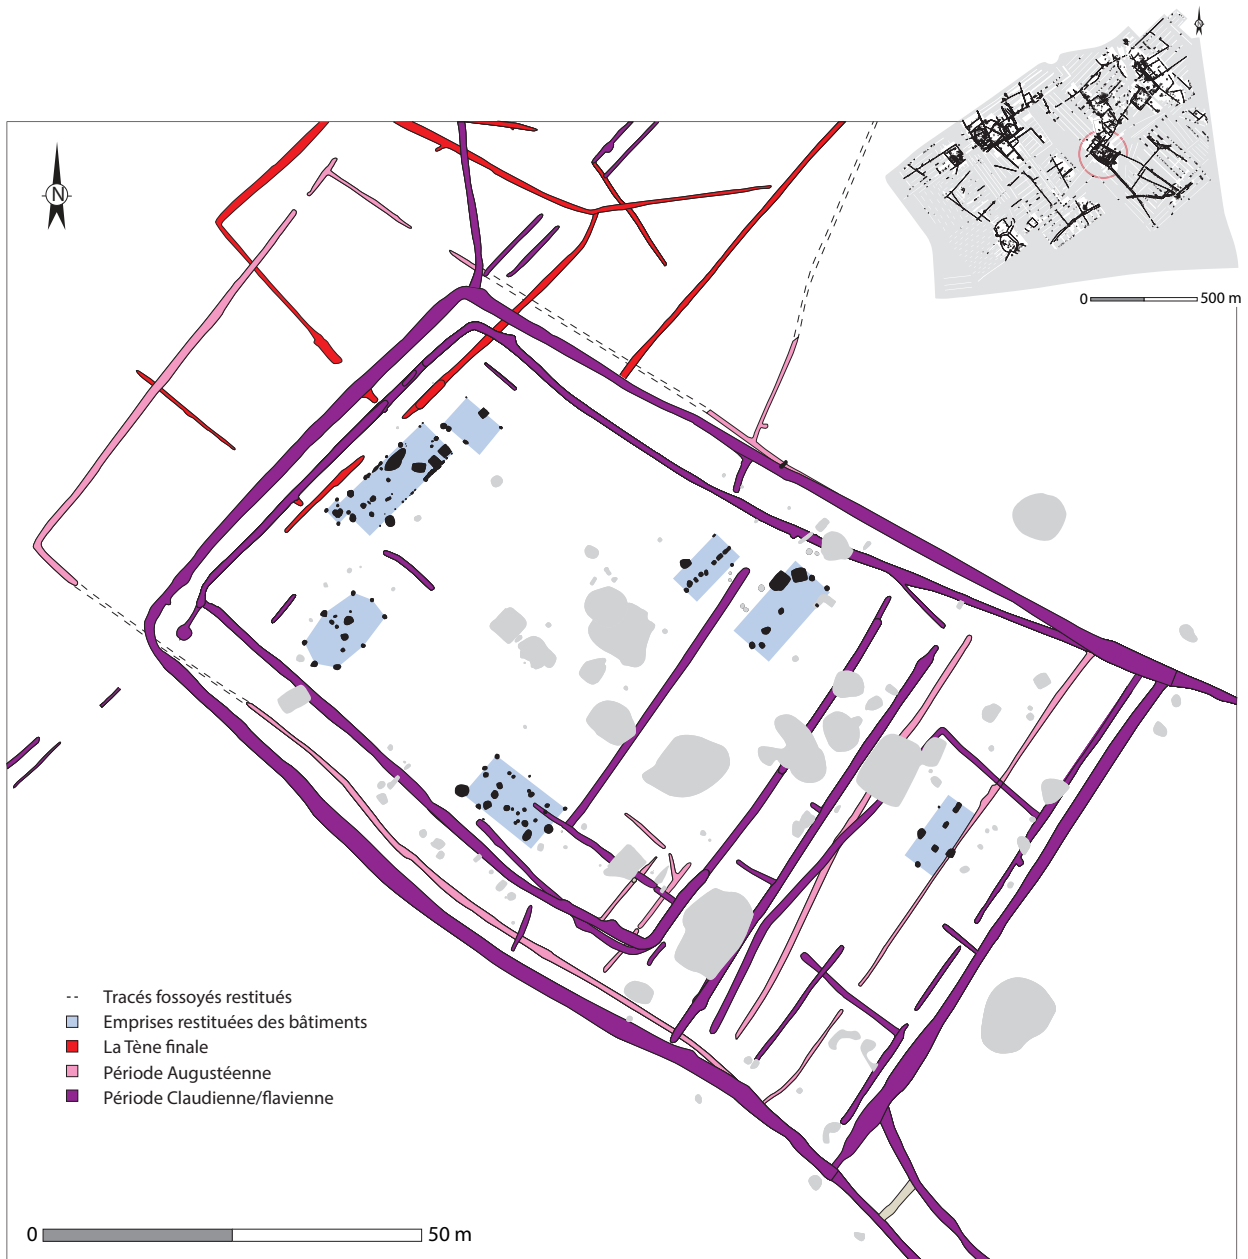 N
0 500 m
N
-- Tracés fossoyés restitués
Emprises restituées des bâtiments
La Tène finale
Période Augustéenne
Période Claudienne/flavienne
0 50 m